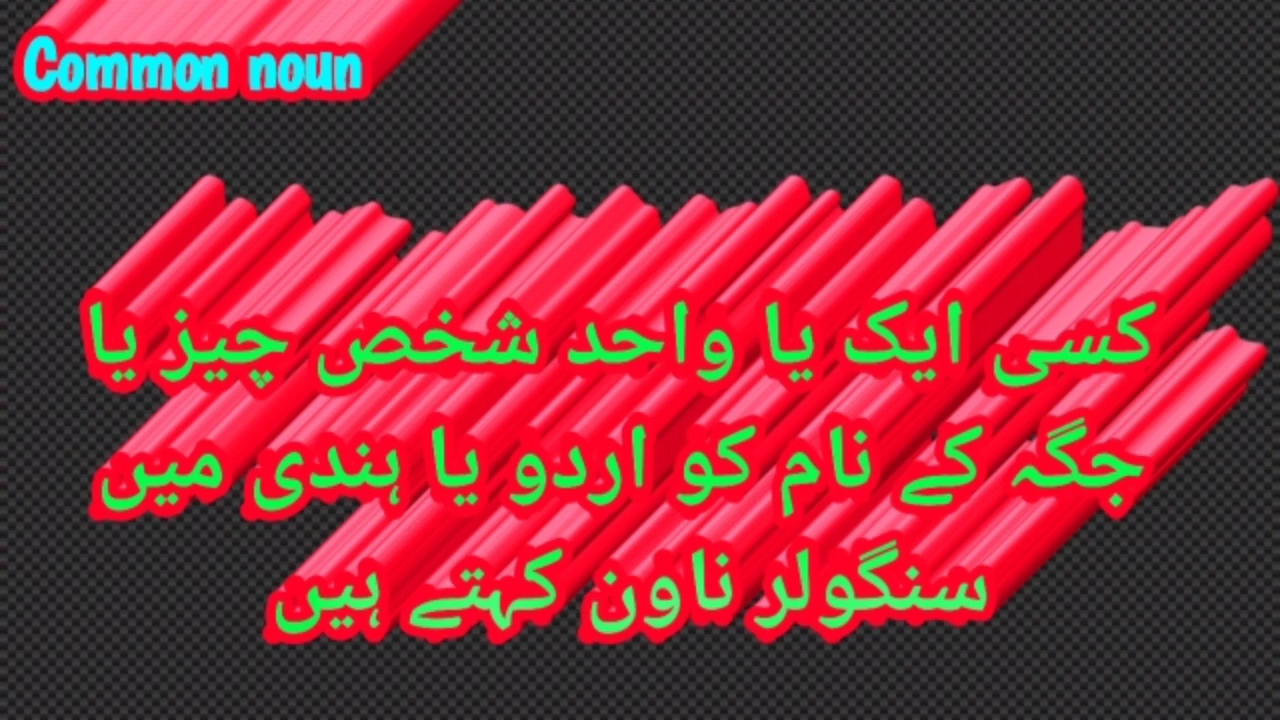 Common noun
کسی ایک یا واحد شخص چیز یا
جگہ کے نام کو اردو یا ہندی میں
سنگولر ناون کہتے ہیں